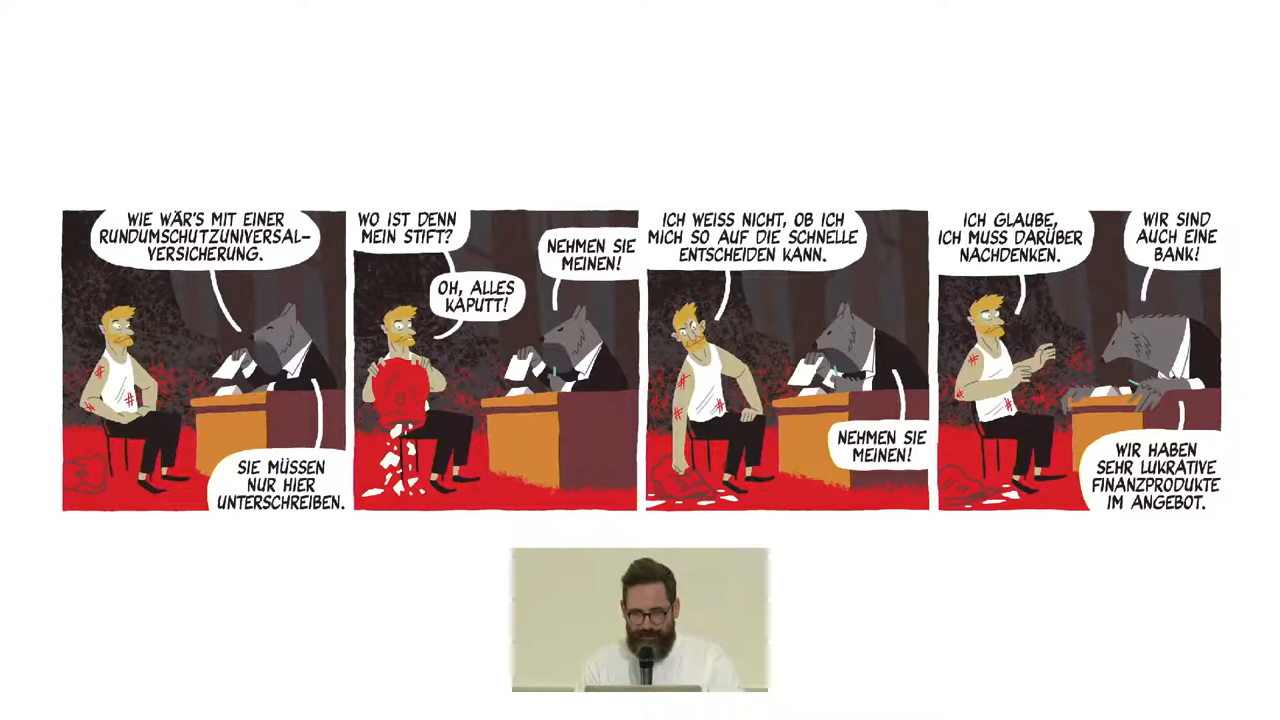 WIE WÄR'S MIT EINER
RUNDUMSCHUTZUNIVERSAL-
VERSICHERUNG.
SIE MÜSSEN
NUR HIER
UNTERSCHREIBEN.
WO IST DENN
MEIN STIFT?
OH, ALLES
KAPUTT!
NEHMEN SIE
MEINEN!
ICH WEISS NICHT, OB ICH
MICH SO AUF DIE SCHNELLE
ENTSCHEIDEN KANN.
NEHMEN SIE
MEINEN!
ICH GLAUBE,
ICH MUSS DARÜBER
NACHDENKEN.
WIR SIND
AUCH EINE
BANK!
WIR HABEN
SEHR LUKRATIVE
FINANZPRODUKTE
IM ANGEBOT.